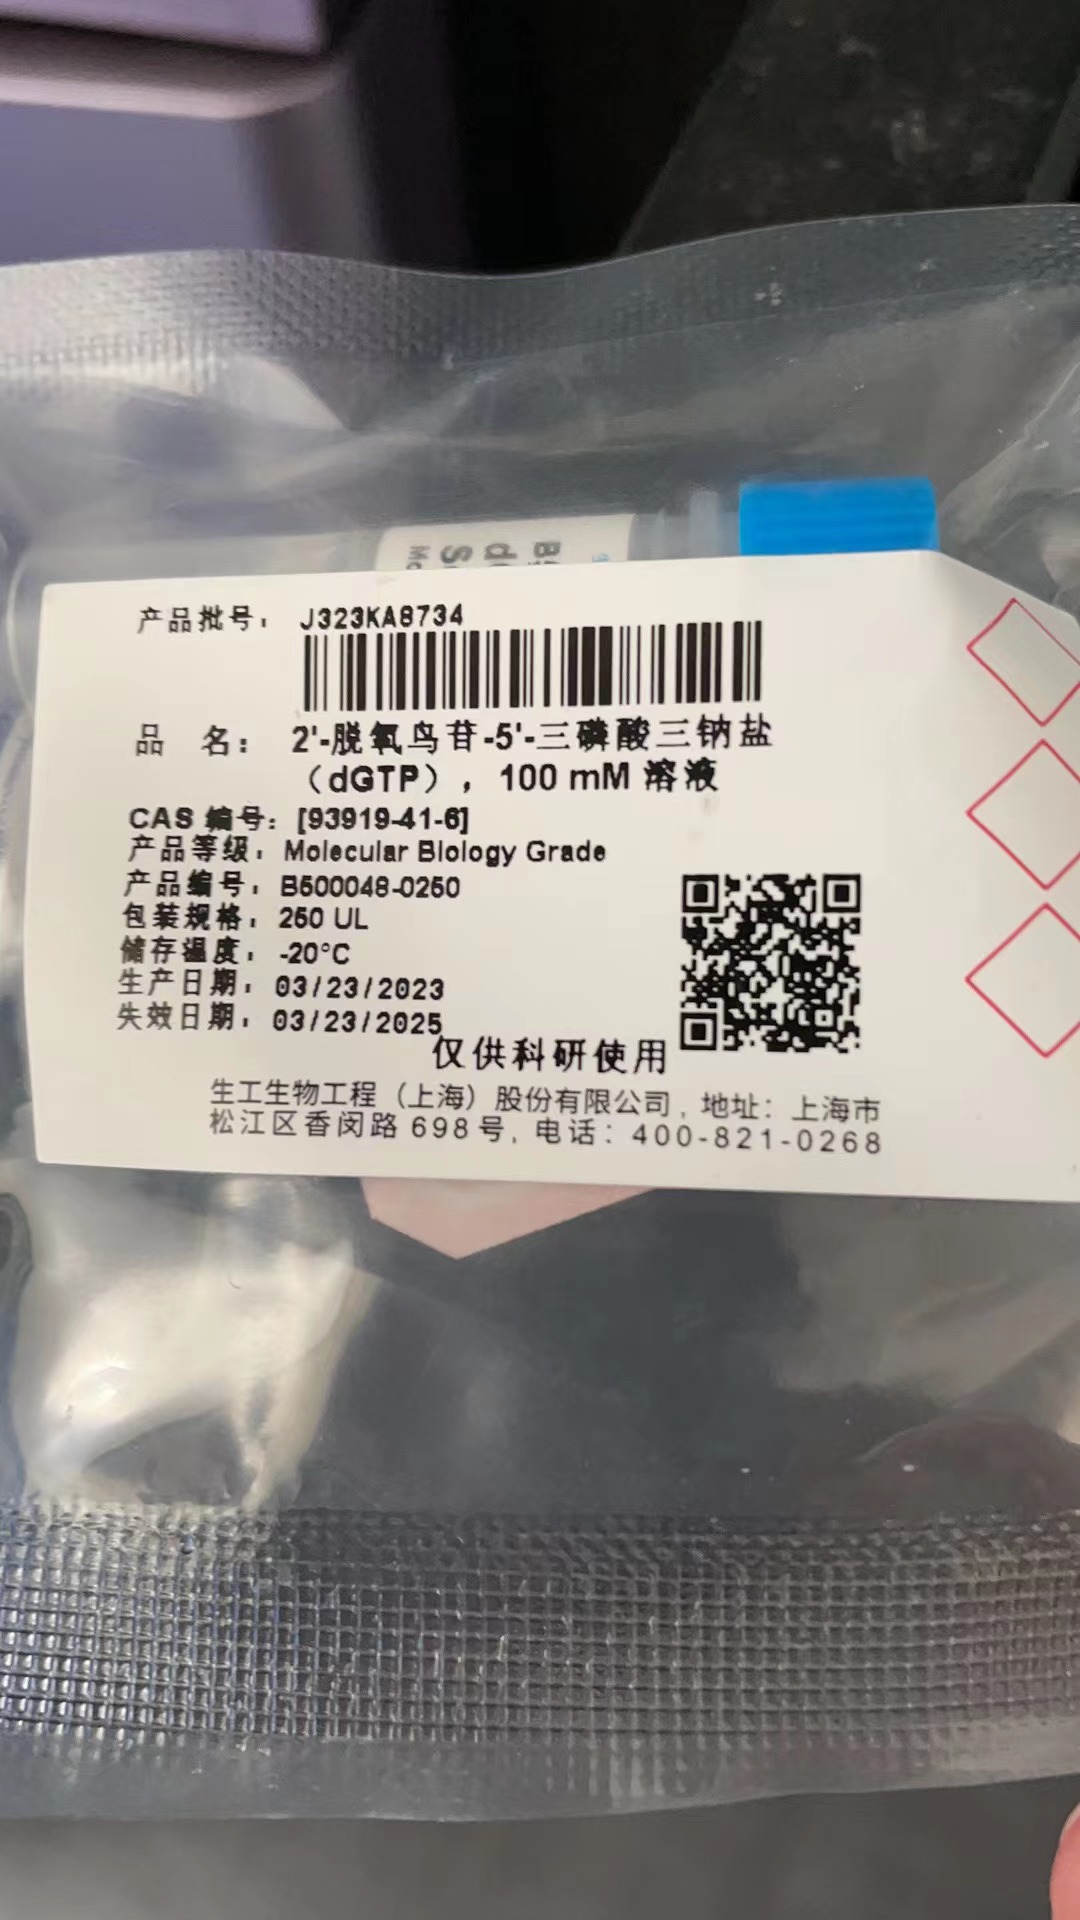 产品批号： J323KA8734
品 名： 2'-脱氧鸟苷-5'-三磷酸三钠盐
（dGTP），100 mM 溶液
CAS 编号：[93919-41-6]
产品等级：Molecular Biology Grade
产品编号：B500048-0250
包装规格：250 UL
储存温度：-20°C
生产日期：03/23/2023
失效日期：03/23/2025
仅供科研使用
生工生物工程（上海）股份有限公司，地址：上海市
松江区香闵路 698号，电话：400-821-0268